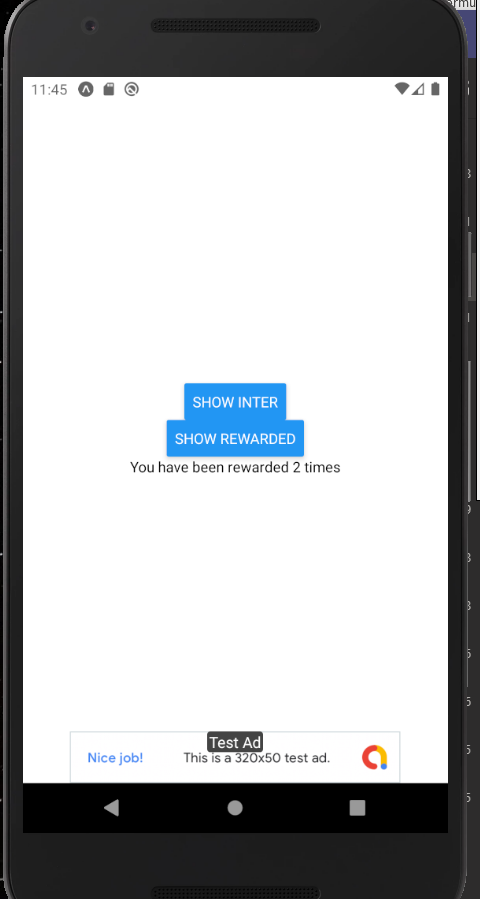 ermu
11:45
SHOW INTER
SHOW REWARDED
You have been rewarded 2 times
Test Ad
Nice job!
This is a 320x50 test ad.